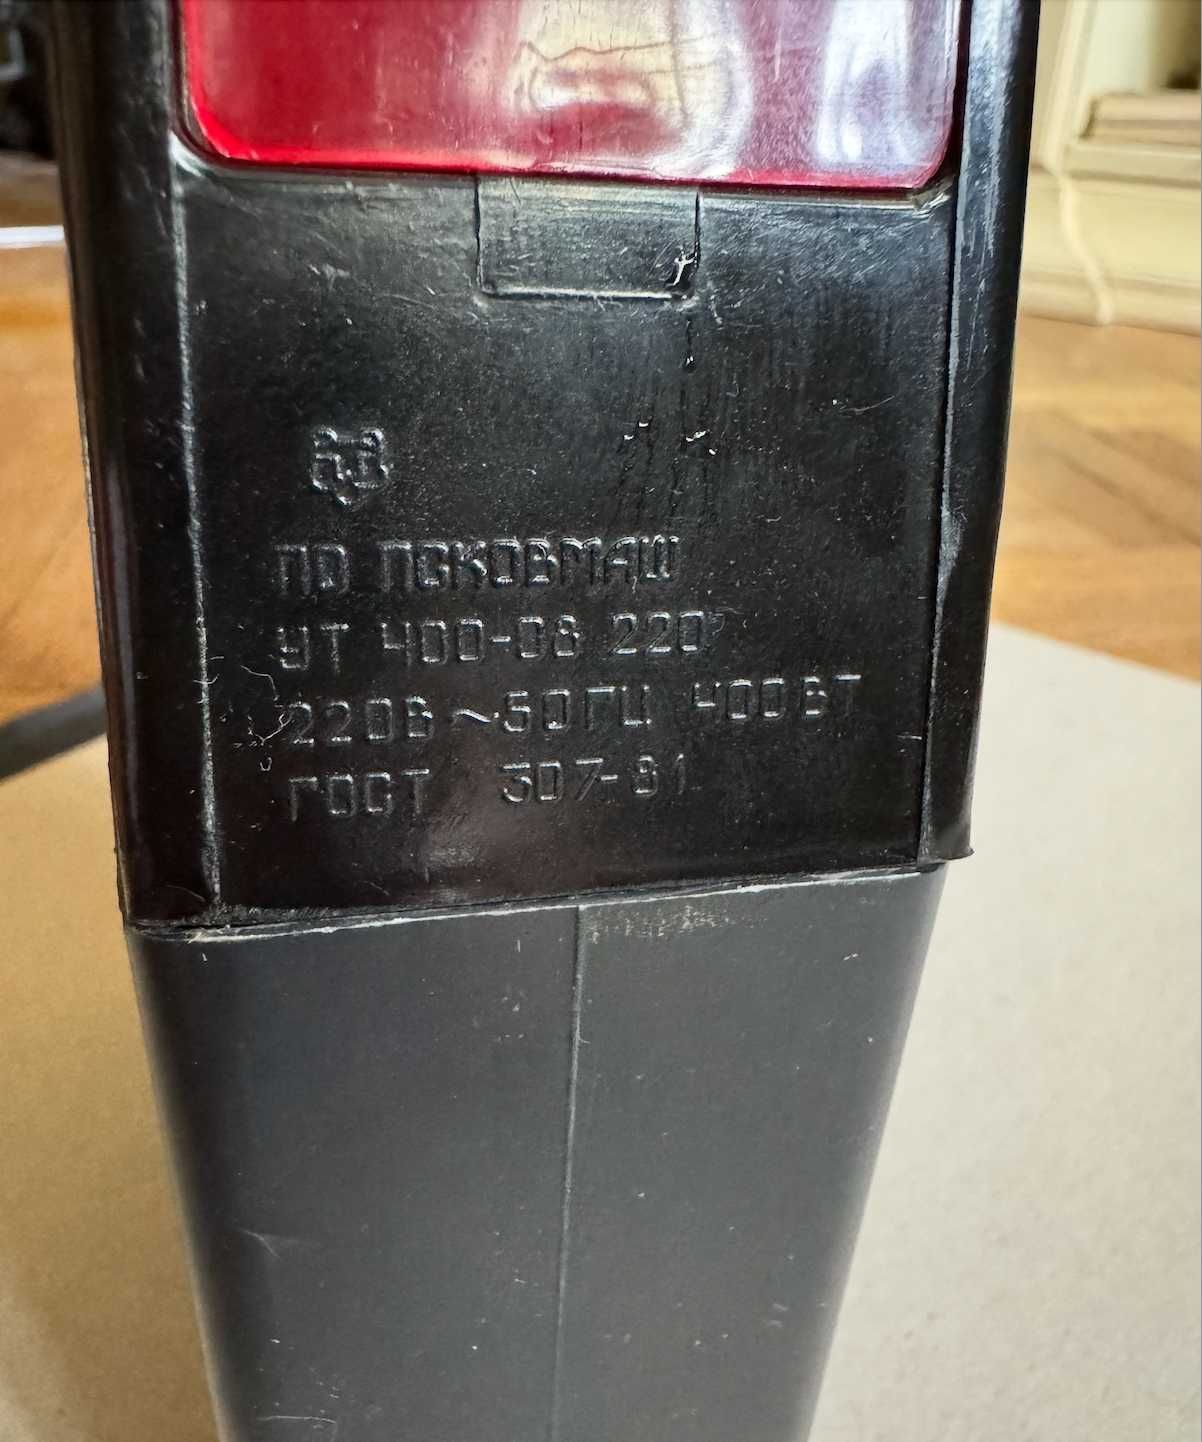 ПО ПСКОВМАШ
УТ 400-08 220
220В ~50ГЦ 400ВТ
ГОСТ 307-81